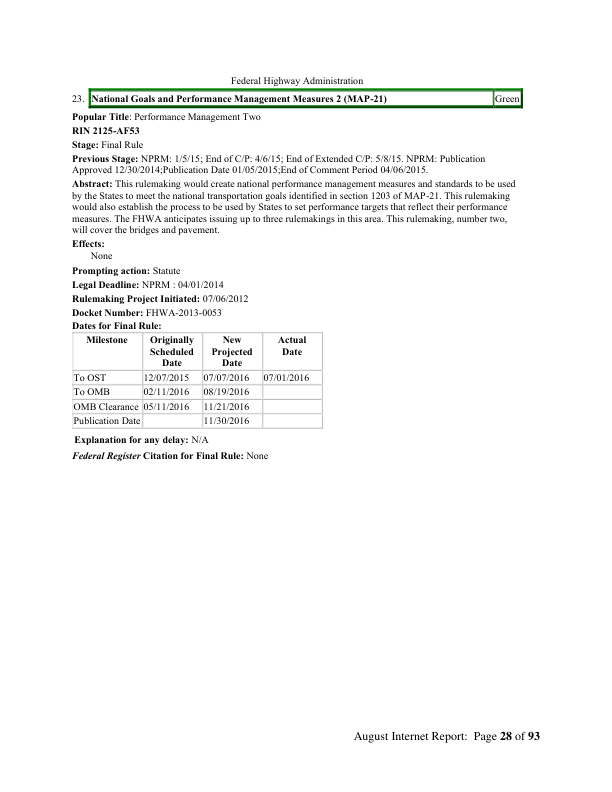 Federal Highway Administration
23. National Goals and Performance Management Measures 2 (MAP-21) Green
Popular Title: Performance Management Two
RIN 2125-AF53
Stage: Final Rule
Previous Stage: NPRM: 1/5/15; End of C/P: 4/6/15; End of Extended C/P: 5/8/15. NPRM: Publication
Approved 12/30/2014;Publication Date 01/05/2015;End of Comment Period 04/06/2015.
Abstract: This rulemaking would create national performance management measures and standards to be used
by the States to meet the national transportation goals identified in section 1203 of MAP-21. This rulemaking
would also establish the process to be used by States to set performance targets that reflect their performance
measures. The FHWA anticipates issuing up to three rulemakings in this area. This rulemaking, number two,
will cover the bridges and pavement.
Effects:
None
Prompting action: Statute
Legal Deadline: NPRM : 04/01/2014
Rulemaking Project Initiated: 07/06/2012
Docket Number: FHWA-2013-0053
Dates for Final Rule:
Milestone Originally New Actual
Scheduled Projected Date
Date Date
To OST 12/07/2015 07/07/2016 07/01/2016
To OMB 02/11/2016 08/19/2016
OMB Clearance 05/11/2016 11/21/2016
Publication Date 11/30/2016
Explanation for any delay: N/A
Federal Register Citation for Final Rule: None
August Internet Report: Page 28 of 93